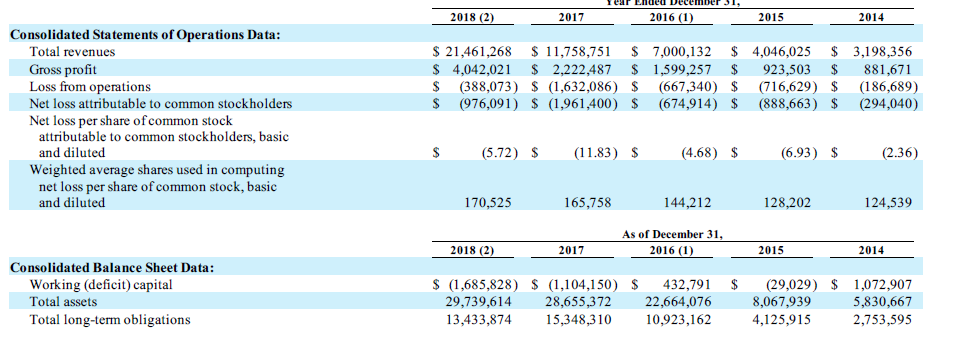 Year Ended December 31,
2018 (2) 2017 2016 (1) 2015 2014
Consolidated Statements of Operations Data:
Total revenues $ 21,461,268 $ 11,758,751 $ 7,000,132 $ 4,046,025 $ 3,198,356
Gross profit $ 4,042,021 $ 2,222,487 $ 1,599,257 $ 923,503 $ 881,671
Loss from operations $ (388,073) $ (1,632,086) $ (667,340) $ (716,629) $ (186,689)
Net loss attributable to common stockholders $ (976,091) $ (1,961,400) $ (674,914) $ (888,663) $ (294,040)
Net loss per share of common stock
attributable to common stockholders, basic
and diluted $ (5.72) $ (11.83) $ (4.68) $ (6.93) $ (2.36)
Weighted average shares used in computing
net loss per share of common stock, basic
and diluted 170,525 165,758 144,212 128,202 124,539
As of December 31,
2018 (2) 2017 2016 (1) 2015 2014
Consolidated Balance Sheet Data:
Working (deficit) capital $ (1,685,828) $ (1,104,150) $ 432,791 $ (29,029) $ 1,072,907
Total assets 29,739,614 28,655,372 22,664,076 8,067,939 5,830,667
Total long-term obligations 13,433,874 15,348,310 10,923,162 4,125,915 2,753,595